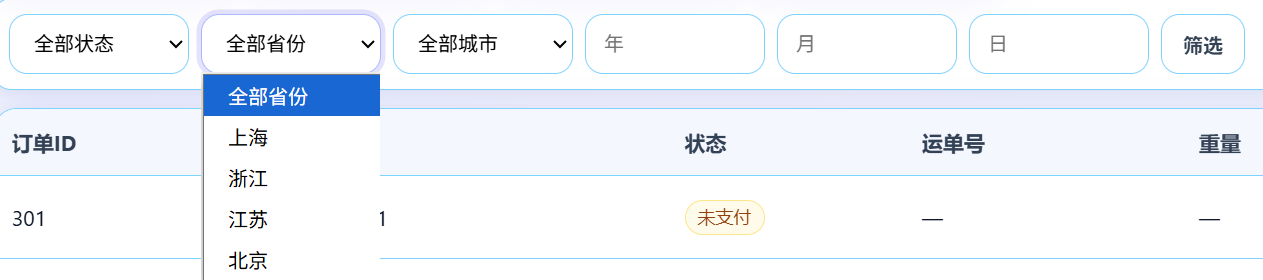 全部状态 全部省份 全部城市 年 月 日 筛选
全部省份
上海
浙江
江苏
北京
订单ID 状态 运单号 重量
301 1 未支付 — —